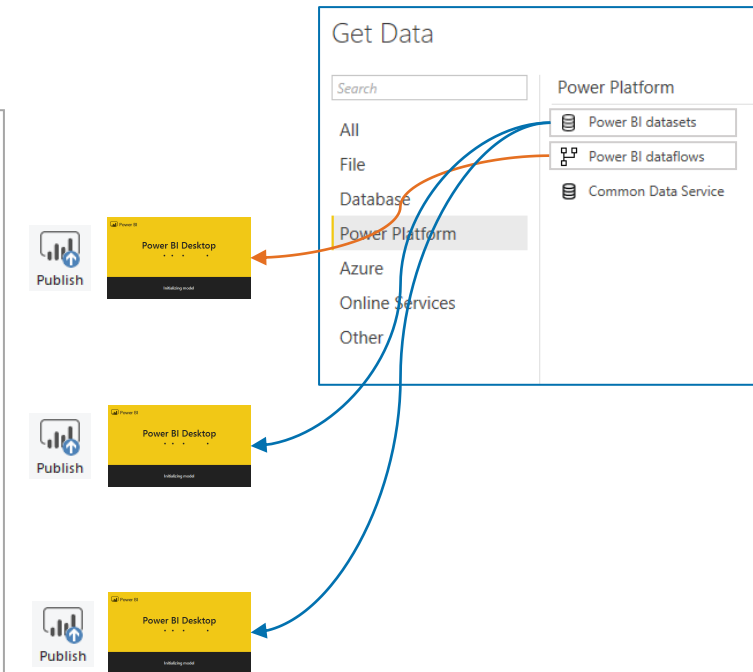 Get Data
Search
All
File
Database
Power Platform
Azure
Online Services
Other
Power Platform
Power BI datasets
Power BI dataflows
Common Data Service
Publish
Power BI
Power BI Desktop
Initializing model
Publish
Power BI
Power BI Desktop
Initializing model
Publish
Power BI
Power BI Desktop
Initializing model